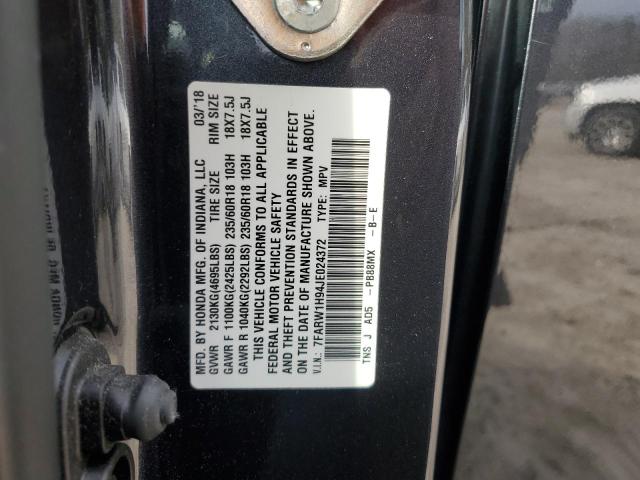 MFD. BY HONDA MFG. OF INDIANA, LLC 03/'18
GVWR 2130KG(4695LBS) TIRE SIZE RIM SIZE
GAWR F 1100KG(2425LBS) 235/60R18 103H 18X7.5J
GAWR R 1040KG(2292LBS) 235/60R18 103H 18X7.5J
THIS VEHICLE CONFORMS TO ALL APPLICABLE
FEDERAL MOTOR VEHICLE SAFETY
AND THEFT PREVENTION STANDARDS IN EFFECT
ON THE DATE OF MANUFACTURE SHOWN ABOVE.
V.I.N.: 7FARW1H94JE024372 TYPE: MPV
TNS J AD5 -PB88MX -B-E